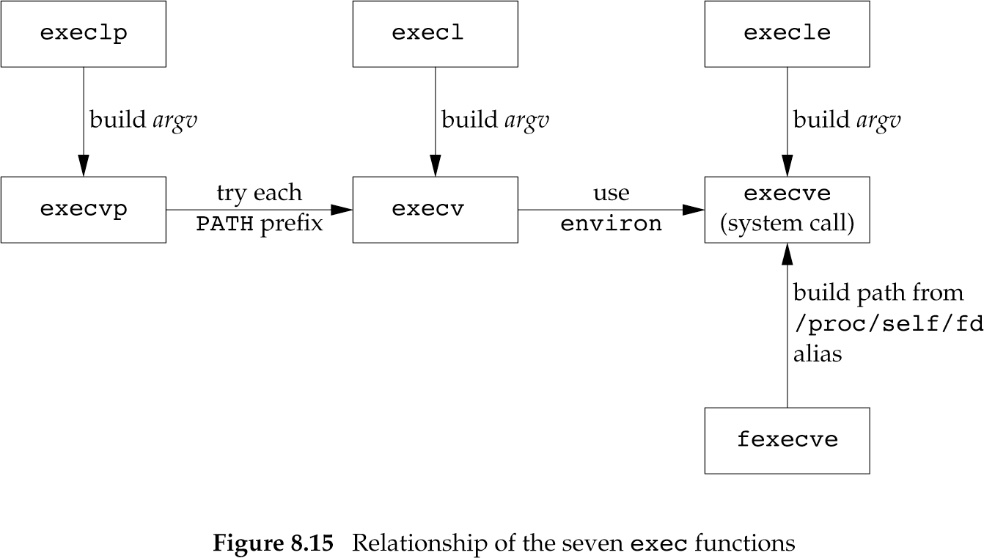 execlp
execl
execle
build argv
build argv
build argv
execvp
try each
PATH prefix
execv
use
environ
execve
(system call)
build path from
/proc/self/fd
alias
fexecve
Figure 8.15 Relationship of the seven exec functions